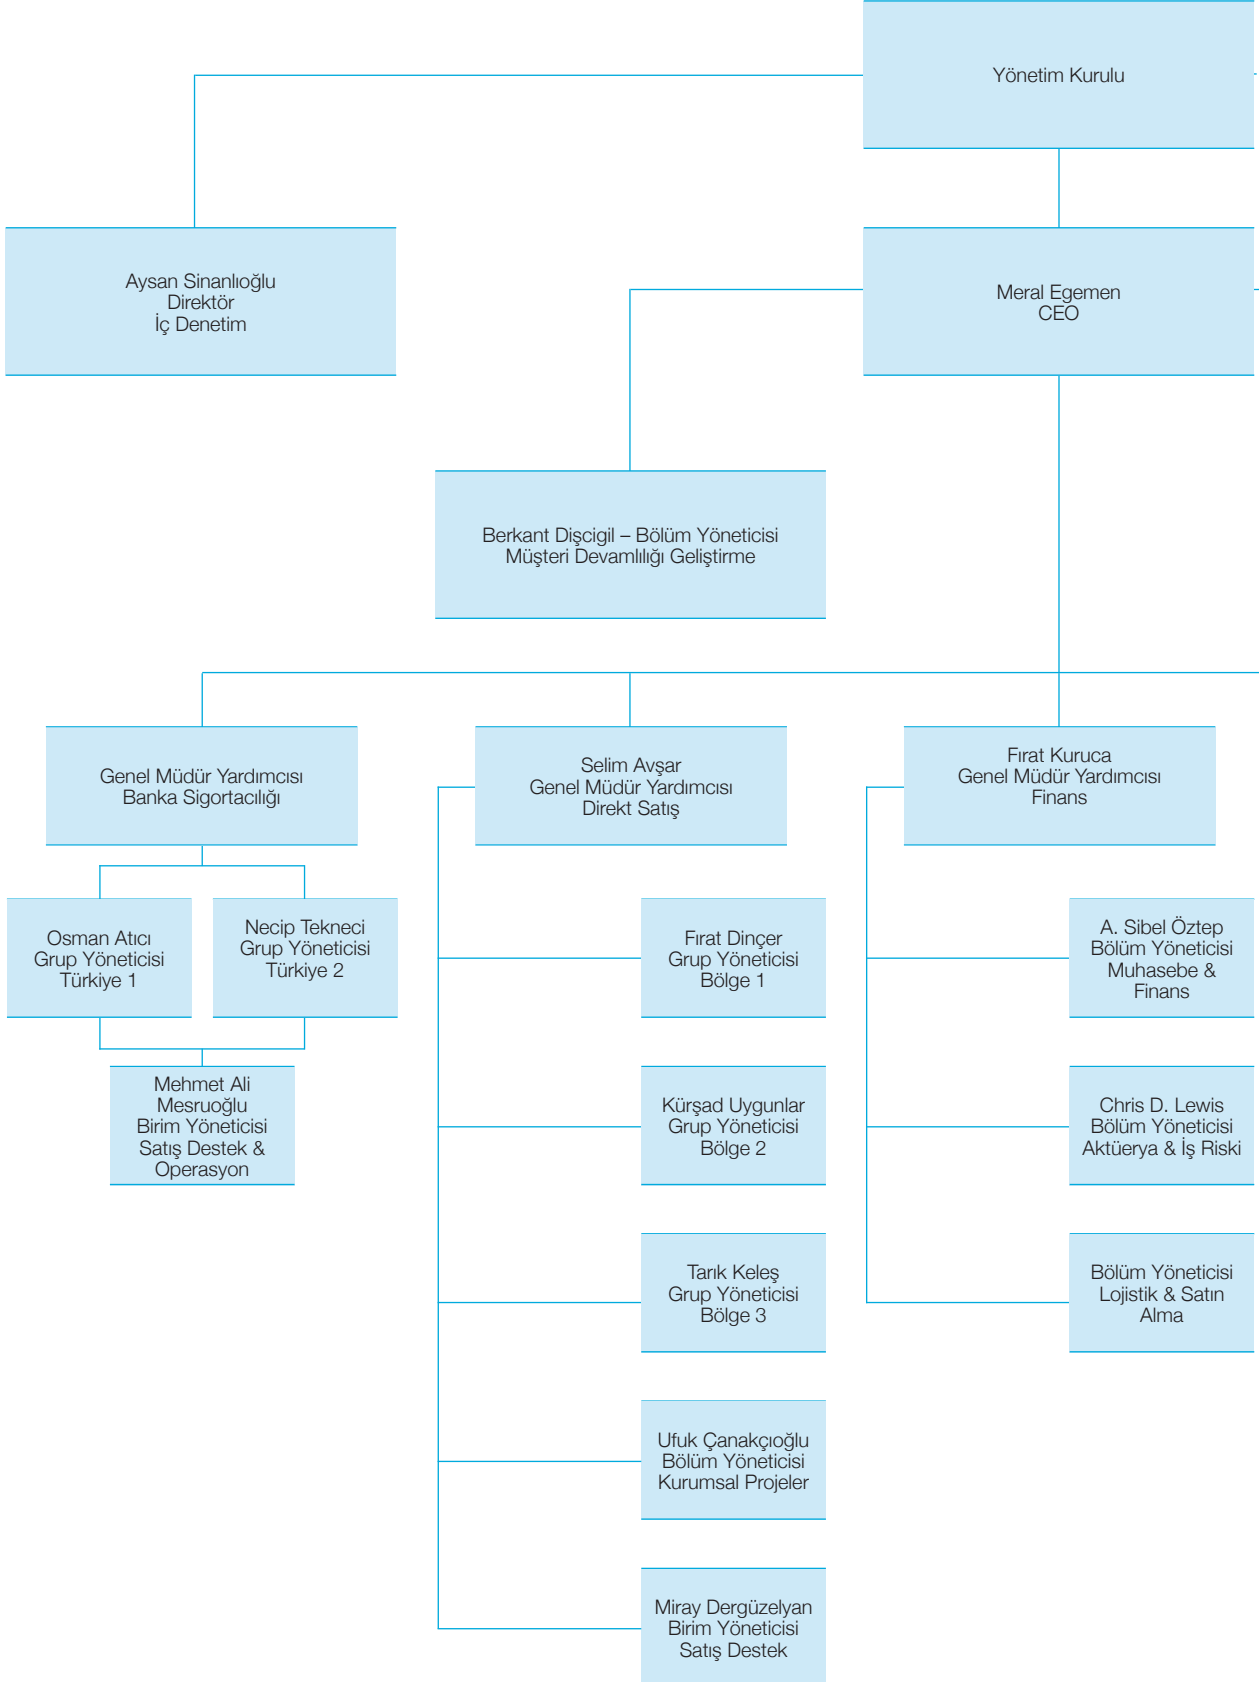 Yönetim Kurulu
Aysan Sinanlıoğlu
Direktör
İç Denetim
Meral Egemen
CEO
Berkant Dişcigil – Bölüm Yöneticisi
Müşteri Devamlılığı Geliştirme
Genel Müdür Yardımcısı
Banka Sigortacılığı
Selim Avşar
Genel Müdür Yardımcısı
Direkt Satış
Fırat Kuruca
Genel Müdür Yardımcısı
Finans
Osman Atıcı
Grup Yöneticisi
Türkiye 1
Necip Tekneci
Grup Yöneticisi
Türkiye 2
Mehmet Ali
Mesruoğlu
Birim Yöneticisi
Satış Destek &
Operasyon
Fırat Dinçer
Grup Yöneticisi
Bölge 1
Kürşad Uygunlar
Grup Yöneticisi
Bölge 2
Tarık Keleş
Grup Yöneticisi
Bölge 3
Ufuk Çanakçıoğlu
Bölüm Yöneticisi
Kurumsal Projeler
Miray Dergüzelyan
Birim Yöneticisi
Satış Destek
A. Sibel Öztep
Bölüm Yöneticisi
Muhasebe &
Finans
Chris D. Lewis
Bölüm Yöneticisi
Aktüerya & İş Riski
Bölüm Yöneticisi
Lojistik & Satın
Alma